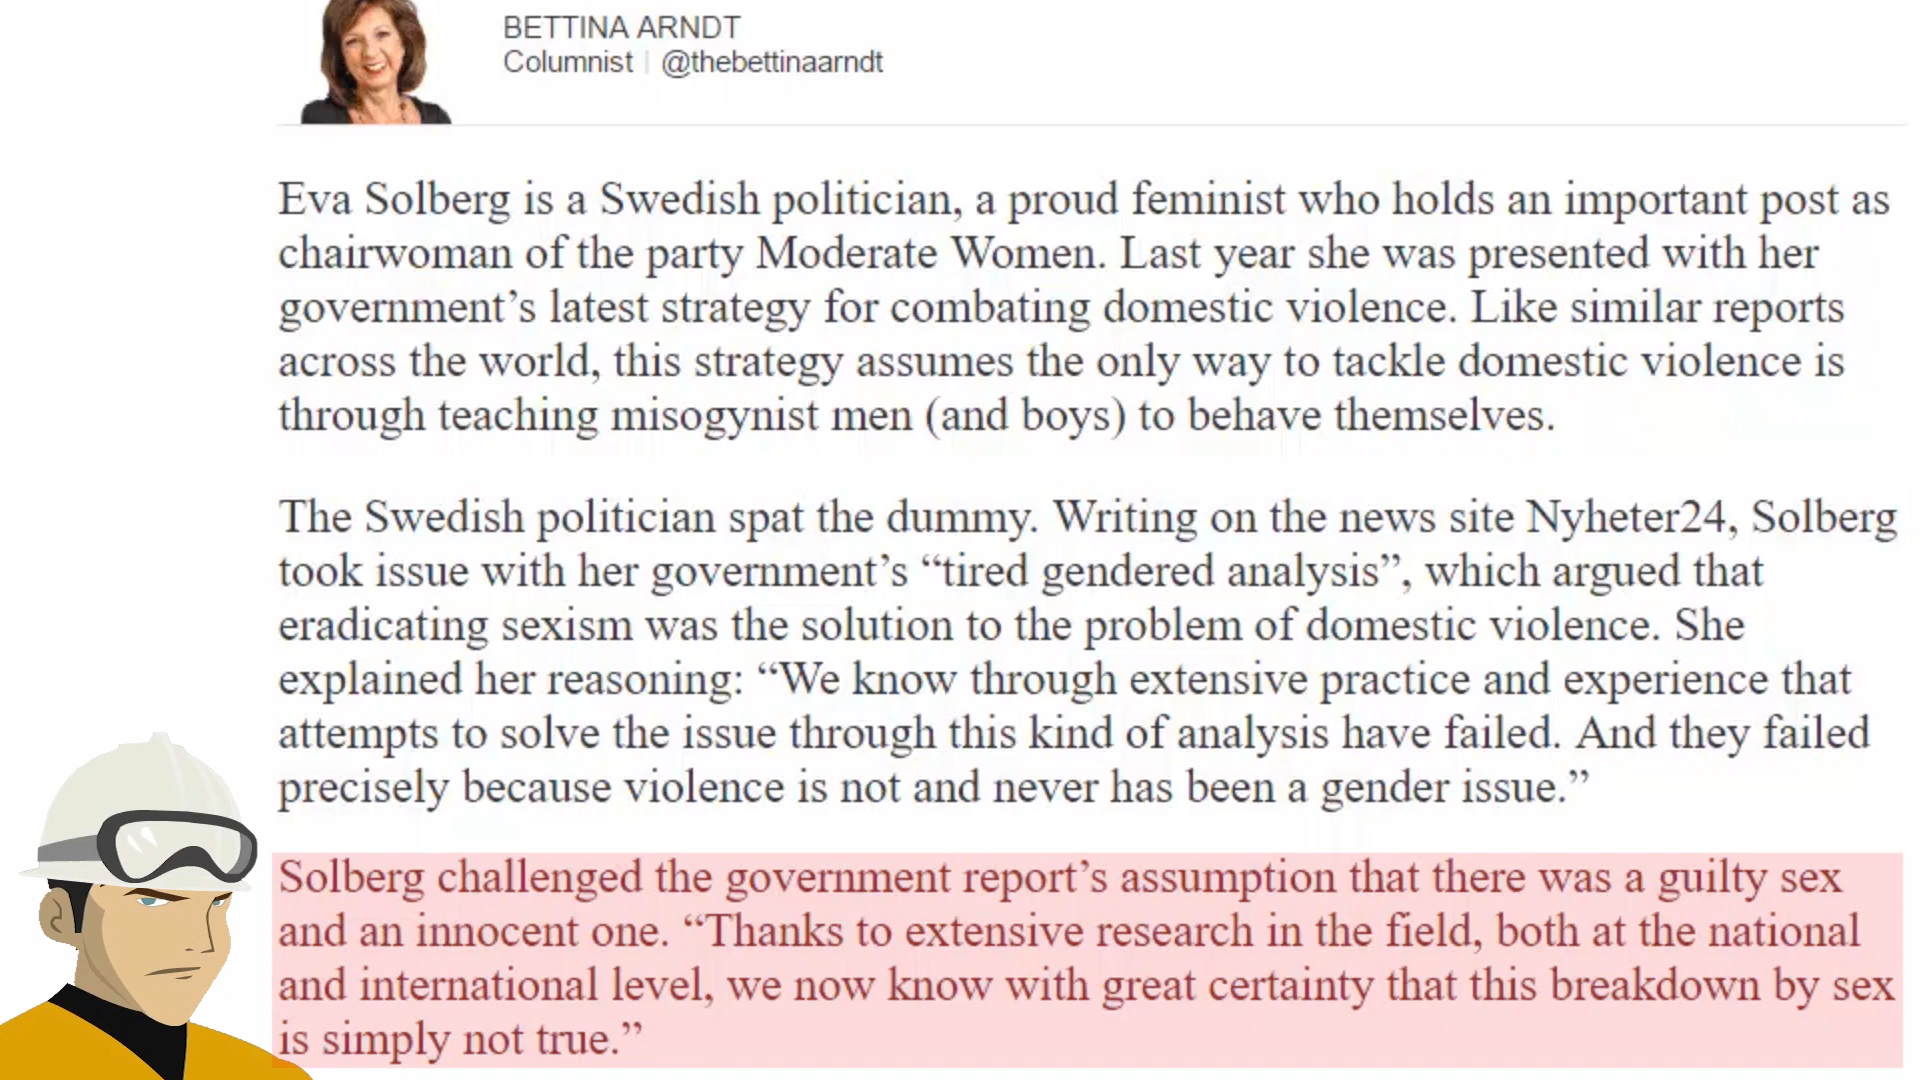 BETTINA ARNDT
Columnist | @thebettinaarndt
Eva Solberg is a Swedish politician, a proud feminist who holds an important post as
chairwoman of the party Moderate Women. Last year she was presented with her
government’s latest strategy for combating domestic violence. Like similar reports
across the world, this strategy assumes the only way to tackle domestic violence is
through teaching misogynist men (and boys) to behave themselves.
The Swedish politician spat the dummy. Writing on the news site Nyheter24, Solberg
took issue with her government’s “tired gendered analysis”, which argued that
eradicating sexism was the solution to the problem of domestic violence. She
explained her reasoning: “We know through extensive practice and experience that
attempts to solve the issue through this kind of analysis have failed. And they failed
precisely because violence is not and never has been a gender issue.”
Solberg challenged the government report’s assumption that there was a guilty sex
and an innocent one. “Thanks to extensive research in the field, both at the national
and international level, we now know with great certainty that this breakdown by sex
is simply not true.”